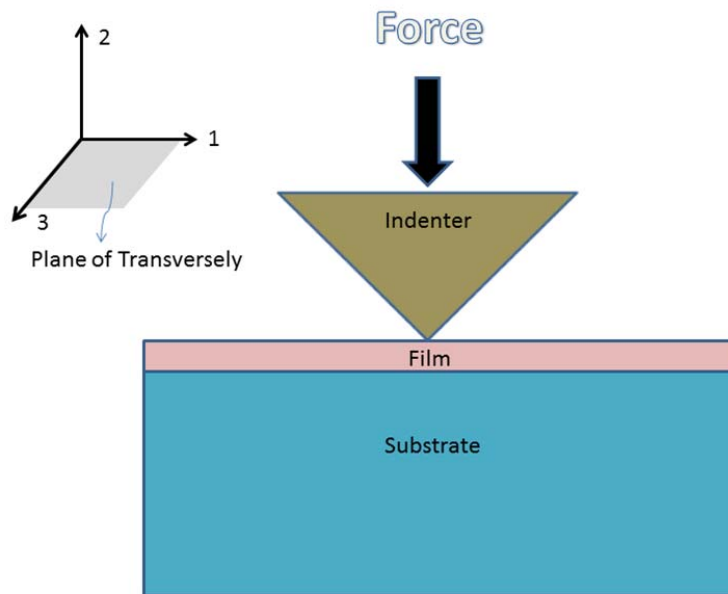 Force
2
1
3
Plane of Transversely
Indenter
Film
Substrate